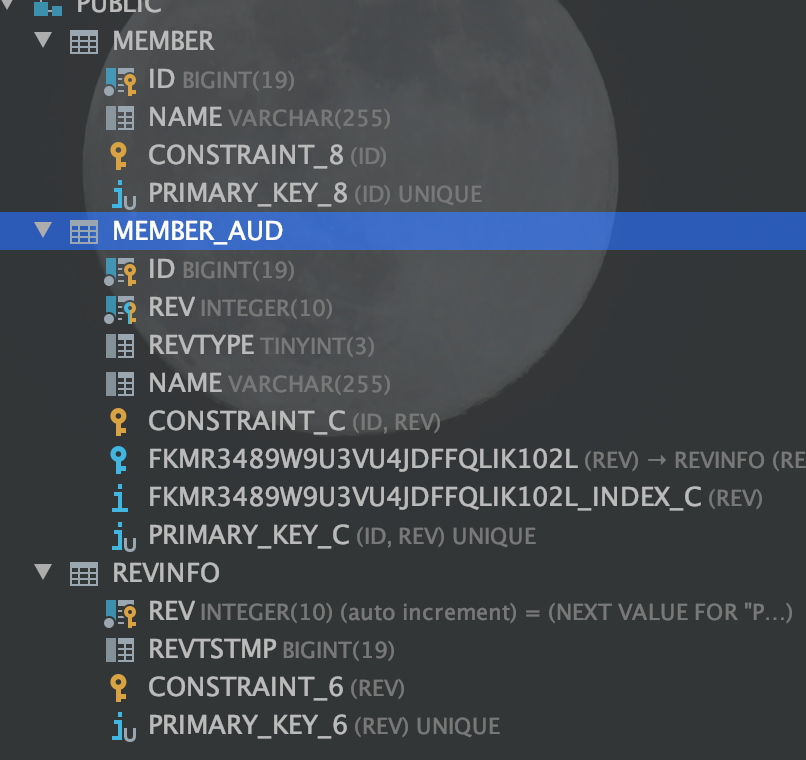 PUBLIC
MEMBER
ID BIGINT(19)
NAME VARCHAR(255)
CONSTRAINT_8 (ID)
PRIMARY_KEY_8 (ID) UNIQUE
MEMBER_AUD
ID BIGINT(19)
REV INTEGER(10)
REVTYPE TINYINT(3)
NAME VARCHAR(255)
CONSTRAINT_C (ID, REV)
FKMR3489W9U3VU4JDFFQLIK102L (REV) → REVINFO (RE
FKMR3489W9U3VU4JDFFQLIK102L_INDEX_C (REV)
PRIMARY_KEY_C (ID, REV) UNIQUE
REVINFO
REV INTEGER(10) (auto increment) = (NEXT VALUE FOR "P...)
REVTSTMP BIGINT(19)
CONSTRAINT_6 (REV)
PRIMARY_KEY_6 (REV) UNIQUE